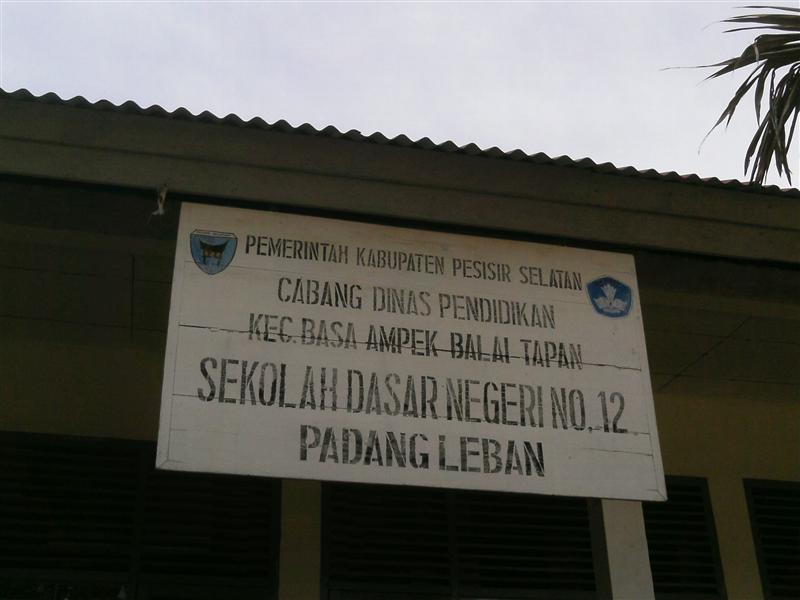 PEMERINTAH KABUPATEN PESISIR SELATAN
CABANG DINAS PENDIDIKAN
KEC. BASA AMPEK BALAI TAPAN
SEKOLAH DASAR NEGERI NO. 12
PADANG LEBAN